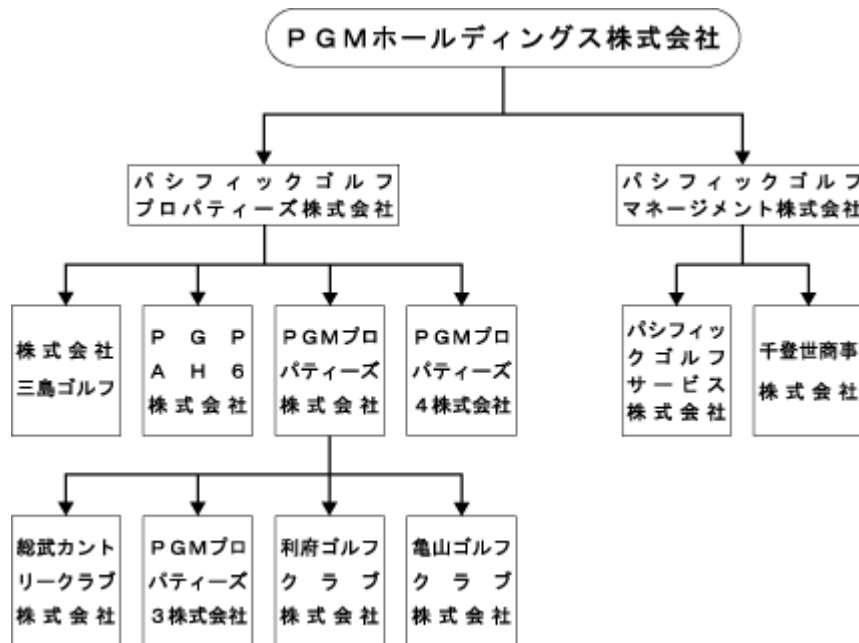 PGMホールディングス株式会社
パシフィックゴルフ
プロパティーズ株式会社
パシフィックゴルフ
マネージメント株式会社
株式会社
三島ゴルフ
PGP
AH6
株式会社
PGMプロ
パティーズ
株式会社
PGMプロ
パティーズ
4株式会社
パシフィッ
クゴルフ
サービス
株式会社
千登世商事
株式会社
総武カント
リークラブ
株式会社
PGMプロ
パティーズ
3株式会社
利府ゴルフ
クラブ
株式会社
亀山ゴルフ
クラブ
株式会社